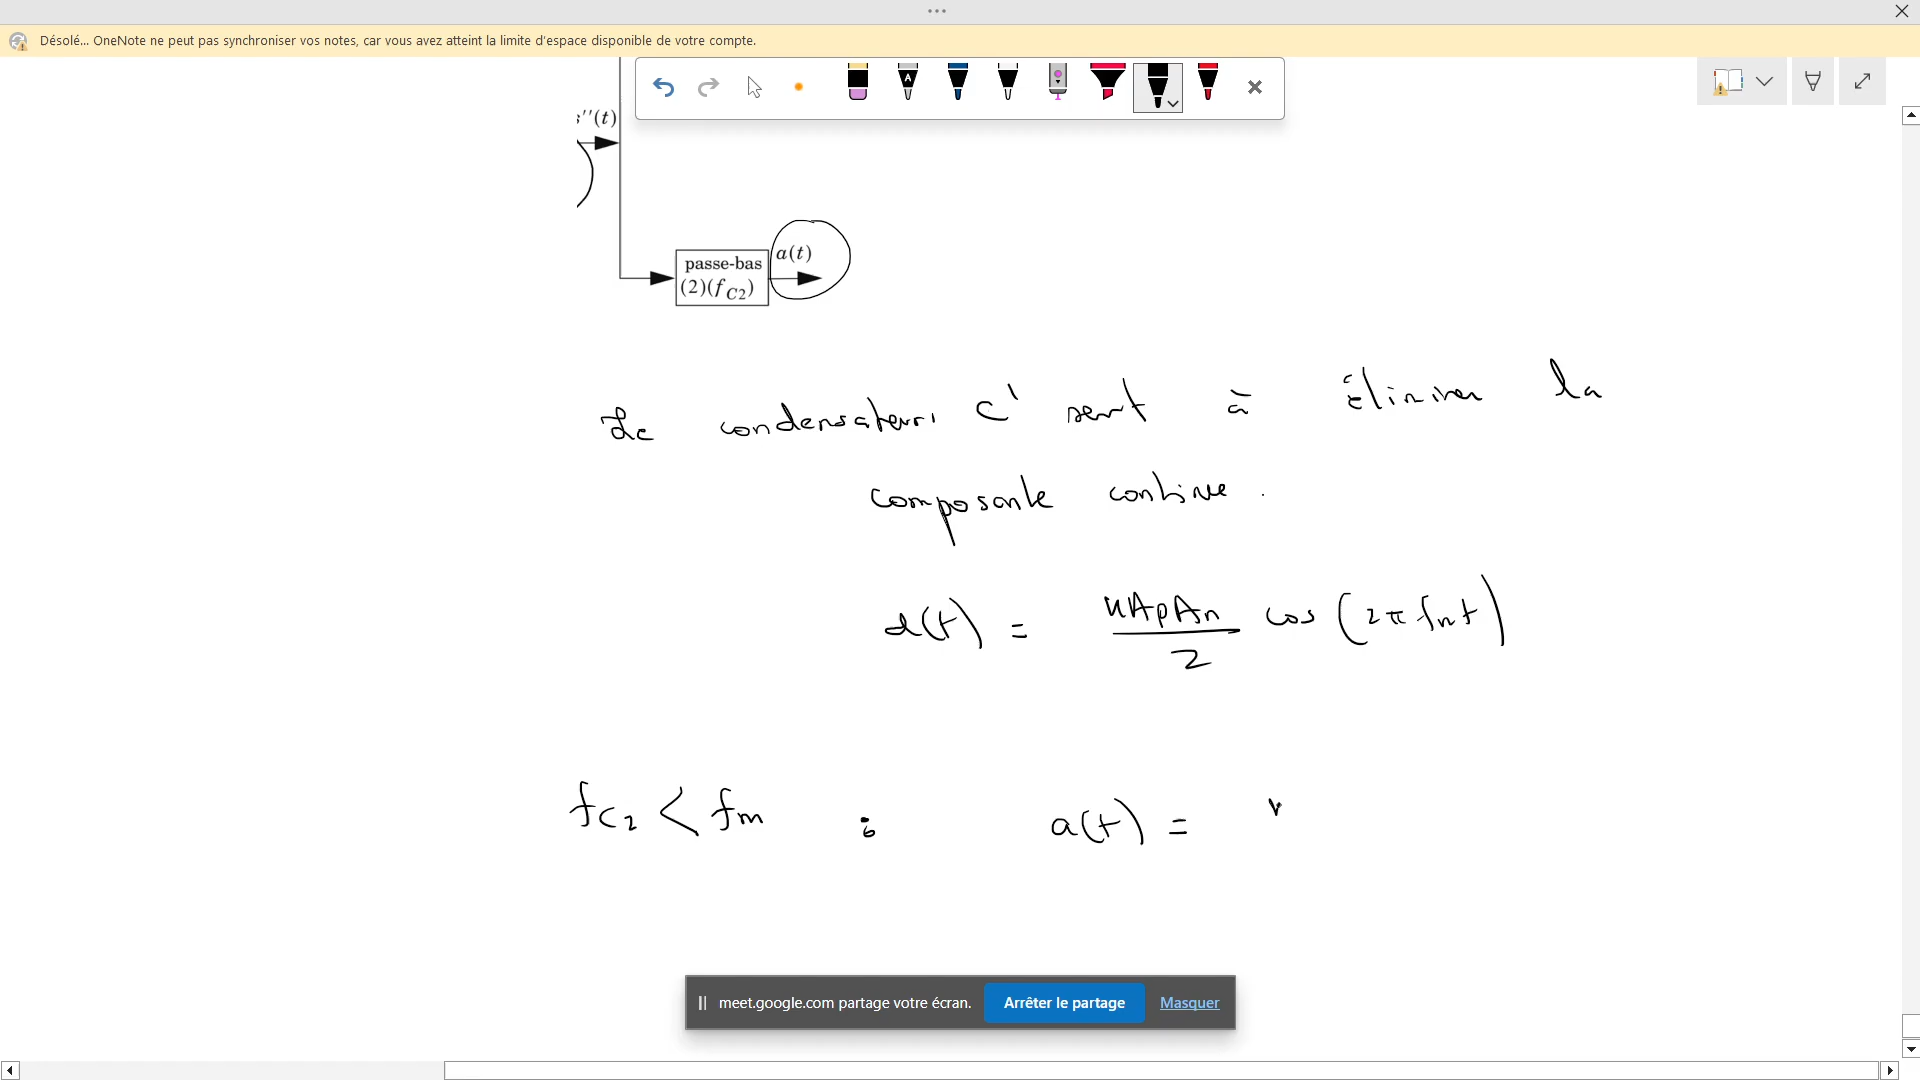 Désolé... OneNote ne peut pas synchroniser vos notes, car vous avez atteint la limite d'espace disponible de votre compte.
s''(t)
a(t)
passe-bas
(2)(f C2)
Le condensateur C' sert à éliminer la
composante continue.
d(t) = kApAm/2 cos(2π fm t)
fC2 < fm : a(t) =
meet.google.com partage votre écran.
Arrêter le partage
Masquer